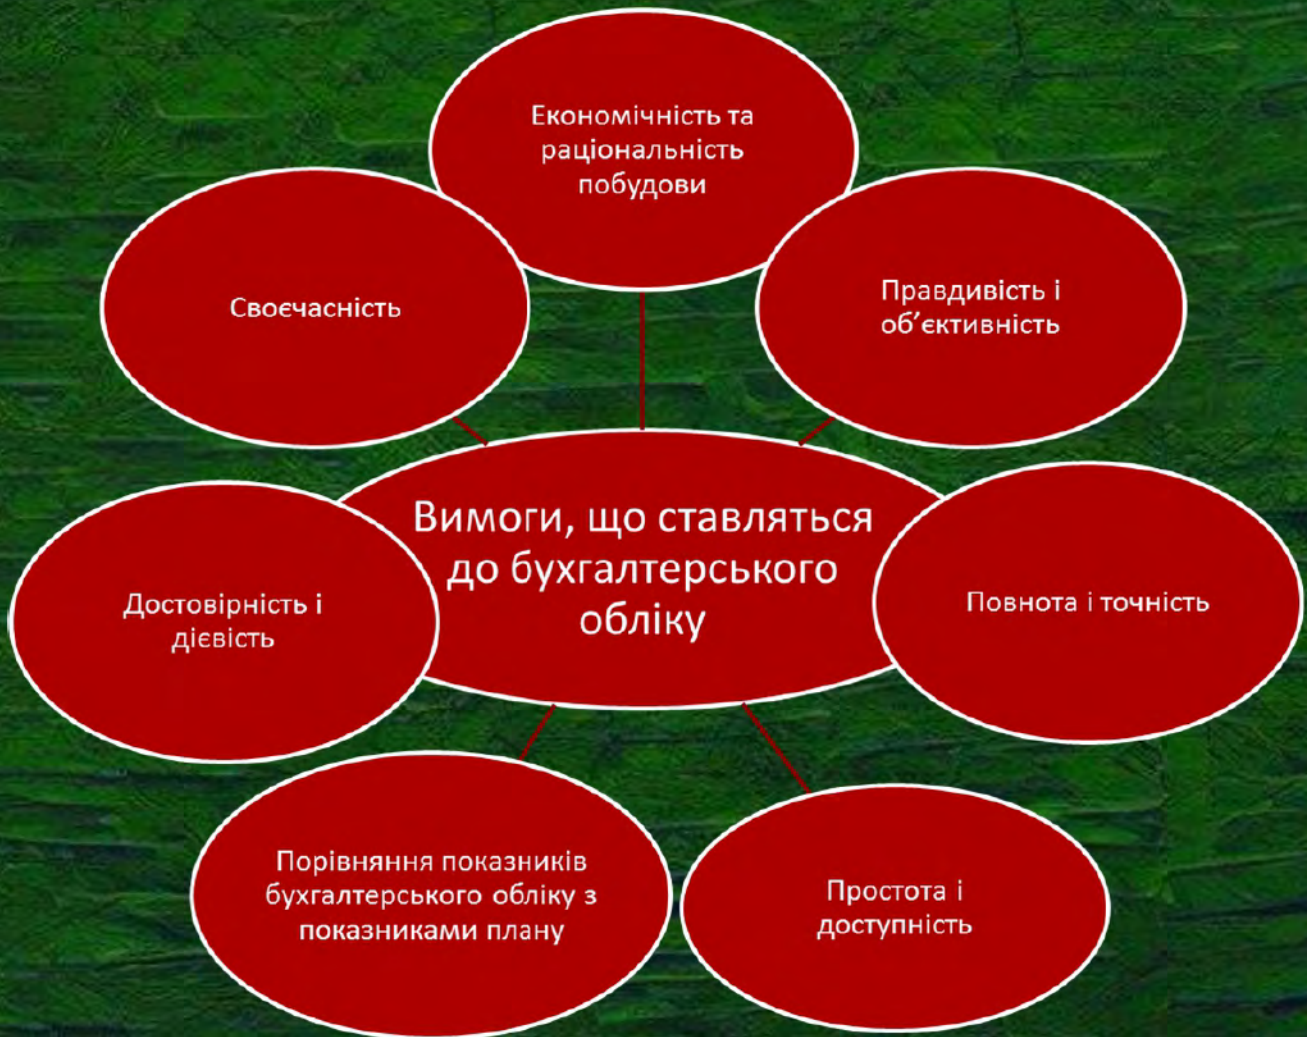 Економічність та
раціональність
побудови
Своєчасність
Правдивість і
об’єктивність
Вимоги, що ставляться
до бухгалтерського
обліку
Достовірність і
дієвість
Повнота і точність
Порівняння показників
бухгалтерського обліку з
показниками плану
Простота і
доступність